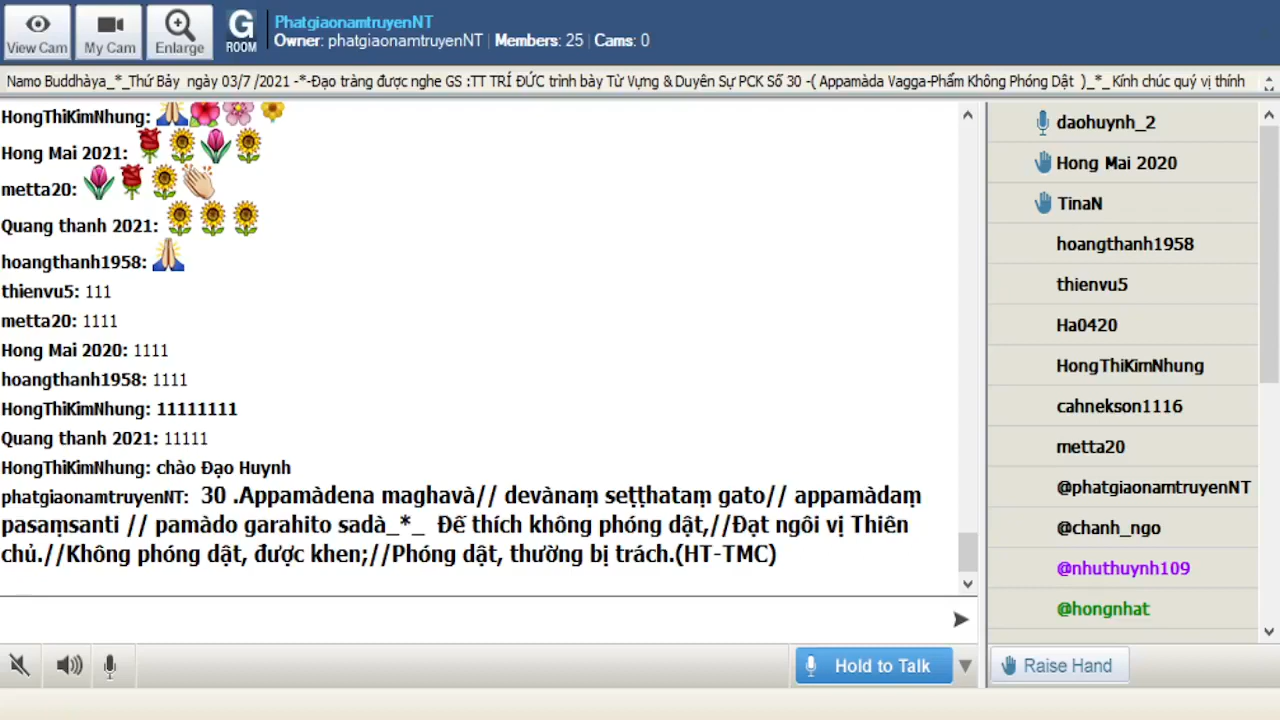 View Cam
My Cam
Enlarge
G
ROOM
PhatgiaonamtruyenNT
Owner: phatgiaonamtruyenNT | Members: 25 | Cams: 0
Namo Buddhàya_*_Thứ Bảy ngày 03/7 /2021 -*-Đạo tràng được nghe GS :TT TRÍ ĐỨC trình bày Từ Vựng & Duyên Sự PCK Số 30 -( Appamàda Vagga-Phẩm Không Phóng Dật )_*_Kính chúc quý vị thính
HongThiKimNhung:
Hong Mai 2021:
metta20:
Quang thanh 2021:
hoangthanh1958:
thienvu5: 111
metta20: 1111
Hong Mai 2020: 1111
hoangthanh1958: 1111
HongThiKimNhung: 11111111
Quang thanh 2021: 11111
HongThiKimNhung: chào Đạo Huynh
phatgiaonamtruyenNT: 30 .Appamàdena maghavà// devànaṃ seṭṭhataṃ gato// appamàdaṃ
pasaṃsanti // pamàdo garahito sadà_*_ Đế thích không phóng dật,//Đạt ngôi vị Thiên
chủ.//Không phóng dật, được khen;//Phóng dật, thường bị trách.(HT-TMC)
daohuynh_2
Hong Mai 2020
TinaN
hoangthanh1958
thienvu5
Ha0420
HongThiKimNhung
cahnekson1116
metta20
@phatgiaonamtruyenNT
@chanh_ngo
@nhuthuynh109
@hongnhat
Hold to Talk
Raise Hand